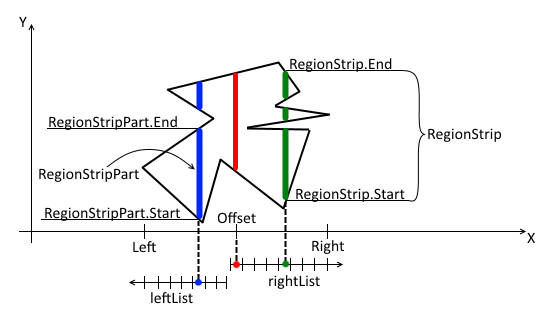 Y
RegionStrip.End
RegionStripPart.End
RegionStrip
RegionStripPart
RegionStrip.Start
RegionStripPart.Start
Offset
X
Left
Right
rightList
leftList